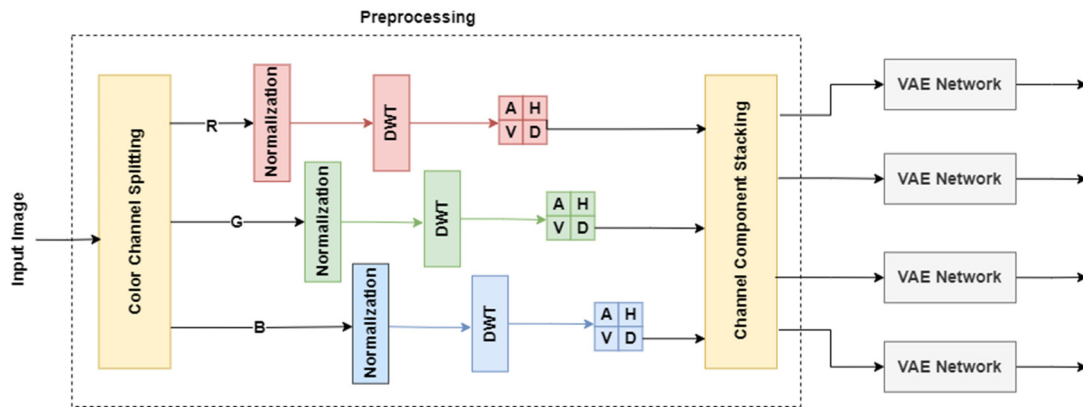 Preprocessing
Input Image
Color Channel Splitting
R
Normalization
DWT
A H
V D
G
Normalization
DWT
A H
V D
B
Normalization
DWT
A H
V D
Channel Component Stacking
VAE Network
VAE Network
VAE Network
VAE Network